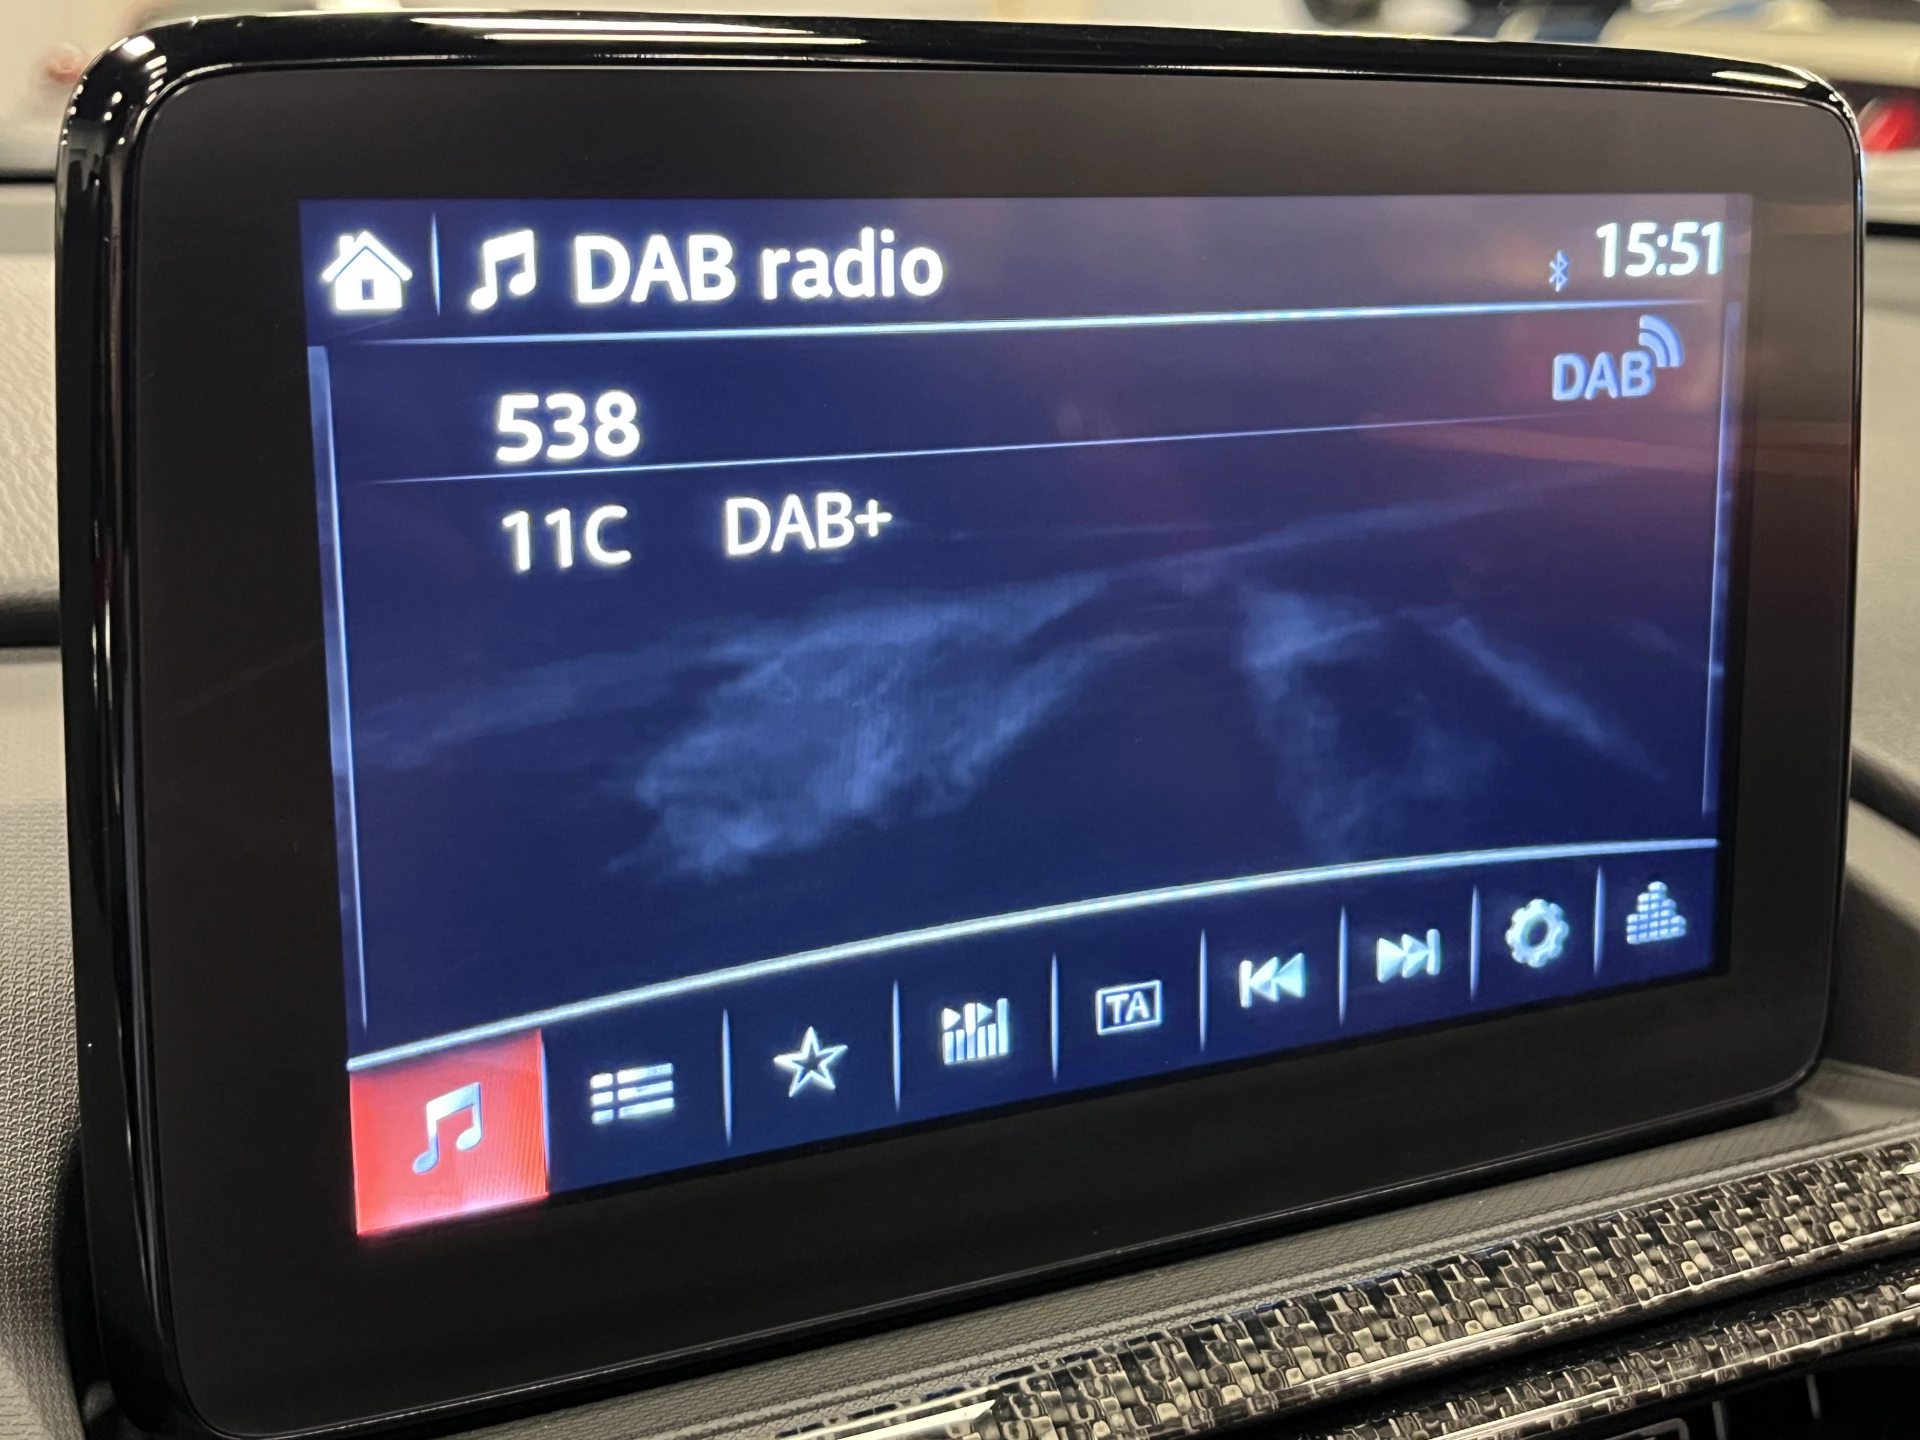 DAB radio
15:51
DAB
538
11C DAB+
TA